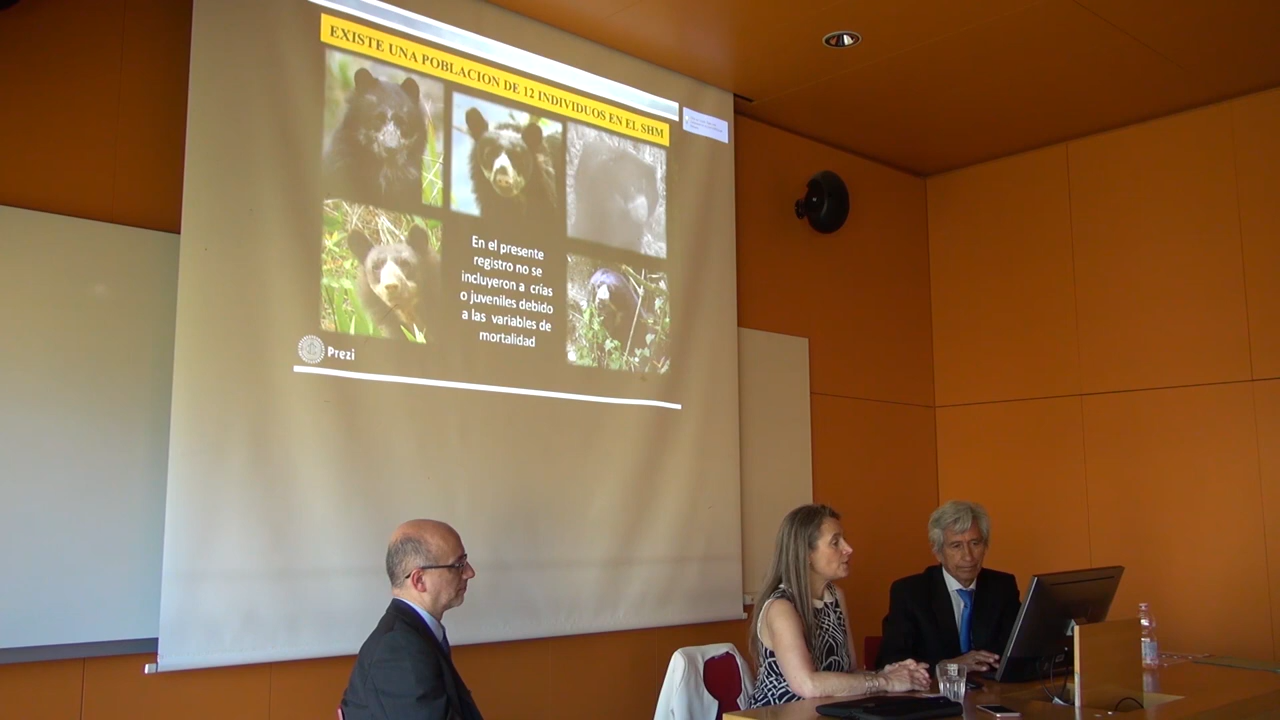 EXISTE UNA POBLACION DE 12 INDIVIDUOS EN EL SHM
En el presente
registro no se
incluyeron a crías
o juveniles debido
a las variables de
mortalidad
Prezi